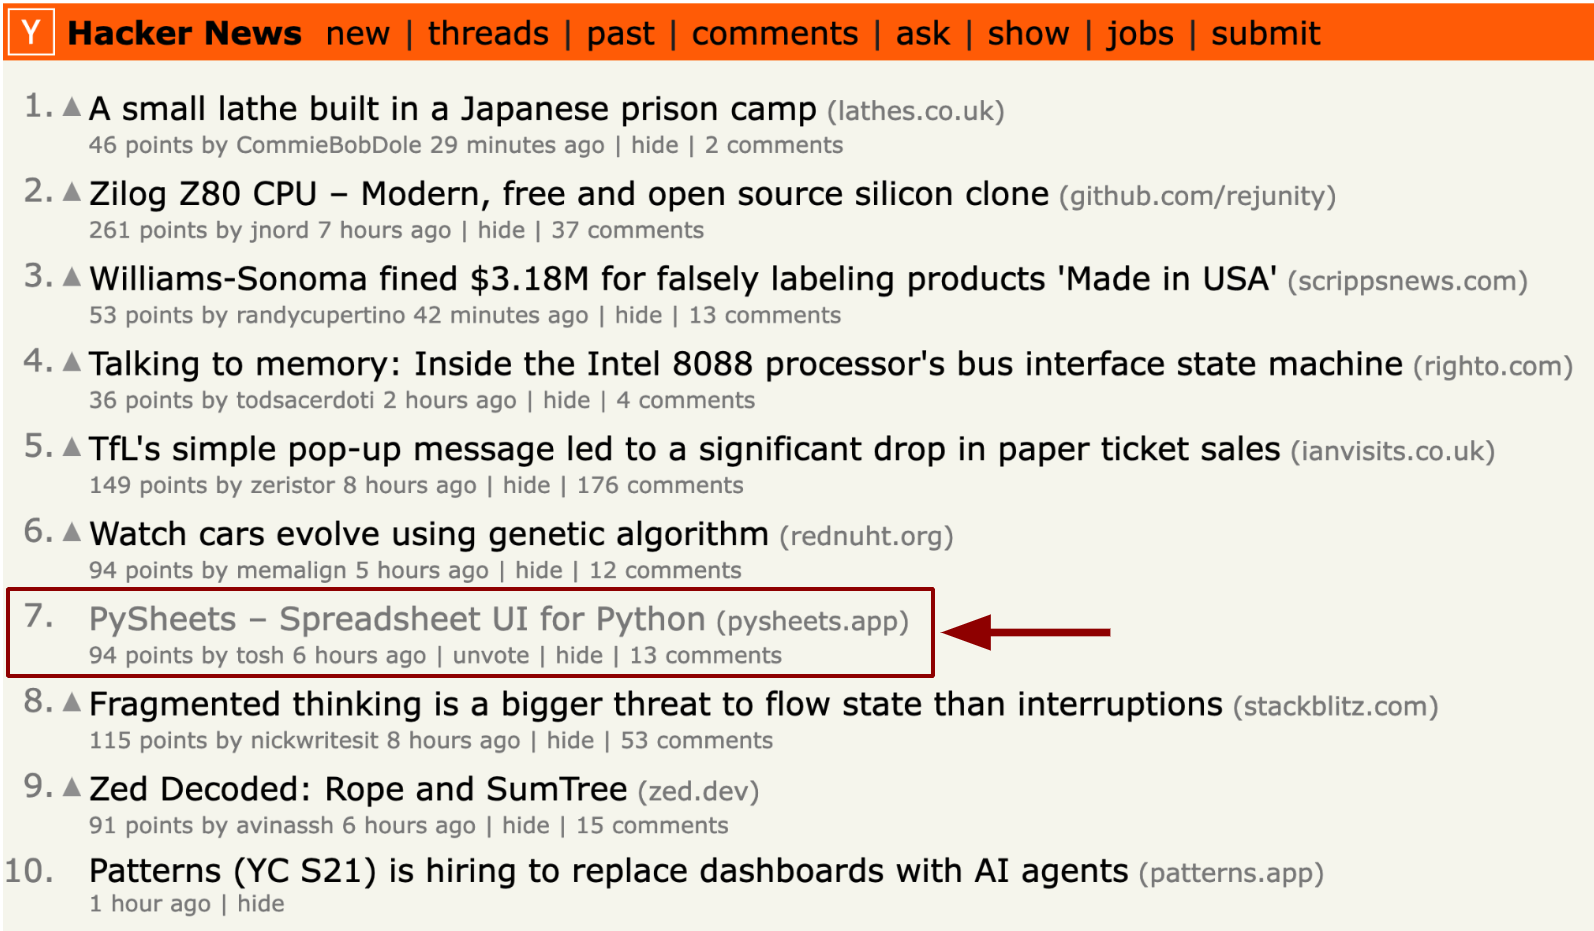 Y Hacker News new | threads | past | comments | ask | show | jobs | submit
1. ▲ A small lathe built in a Japanese prison camp (lathes.co.uk)
46 points by CommieBobDole 29 minutes ago | hide | 2 comments
2. ▲ Zilog Z80 CPU – Modern, free and open source silicon clone (github.com/rejunity)
261 points by jnord 7 hours ago | hide | 37 comments
3. ▲ Williams-Sonoma fined $3.18M for falsely labeling products 'Made in USA' (scrippsnews.com)
53 points by randycupertino 42 minutes ago | hide | 13 comments
4. ▲ Talking to memory: Inside the Intel 8088 processor's bus interface state machine (righto.com)
36 points by todsacerdoti 2 hours ago | hide | 4 comments
5. ▲ TfL's simple pop-up message led to a significant drop in paper ticket sales (ianvisits.co.uk)
149 points by zeristor 8 hours ago | hide | 176 comments
6. ▲ Watch cars evolve using genetic algorithm (rednuht.org)
94 points by memalign 5 hours ago | hide | 12 comments
7. PySheets – Spreadsheet UI for Python (pysheets.app)
94 points by tosh 6 hours ago | unvote | hide | 13 comments
8. ▲ Fragmented thinking is a bigger threat to flow state than interruptions (stackblitz.com)
115 points by nickwritesit 8 hours ago | hide | 53 comments
9. ▲ Zed Decoded: Rope and SumTree (zed.dev)
91 points by avinassh 6 hours ago | hide | 15 comments
10. Patterns (YC S21) is hiring to replace dashboards with AI agents (patterns.app)
1 hour ago | hide